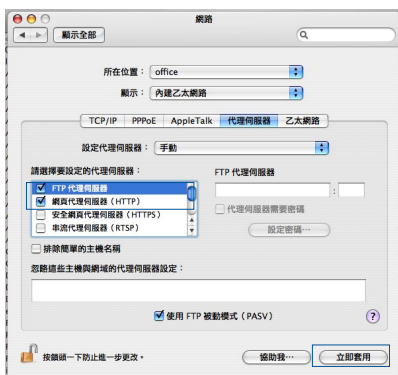 網路
顯示全部
所在位置： office
顯示： 內建乙太網路
TCP/IP PPPoE AppleTalk 代理伺服器 乙太網路
設定代理伺服器： 手動
請選擇要設定的代理伺服器： FTP 代理伺服器
FTP 代理伺服器 :
網頁代理伺服器（HTTP）
代理伺服器需要密碼
安全網頁代理伺服器（HTTPS）
設定密碼…
串流代理伺服器（RTSP）
排除簡單的主機名稱
忽略這些主機與網域的代理伺服器設定：
使用 FTP 被動模式（PASV） ?
按鎖頭一下防止進一步更改。 協助我… 立即套用